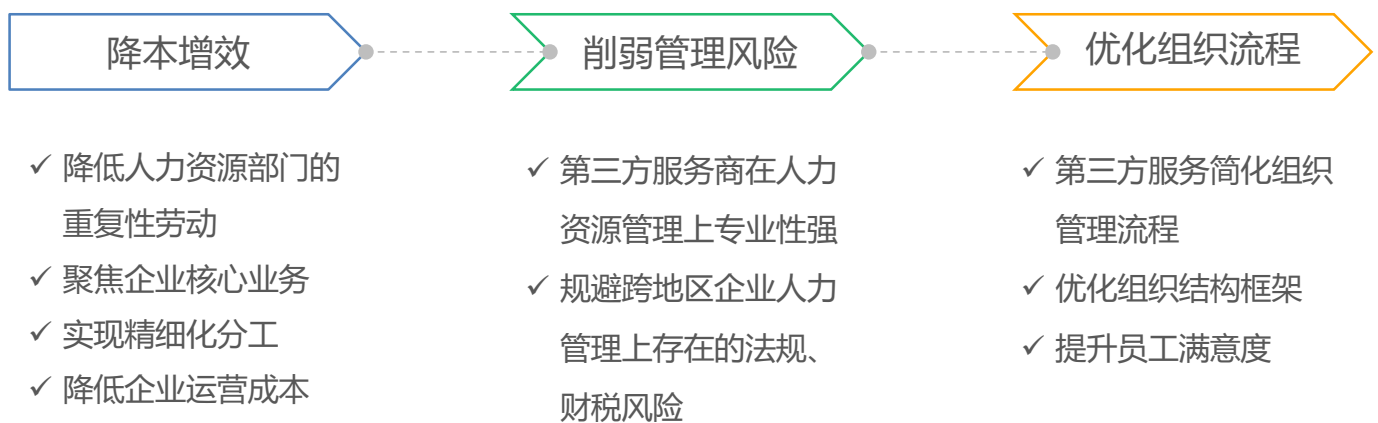 降本增效
削弱管理风险
优化组织流程
✓ 降低人力资源部门的
重复性劳动
✓ 聚焦企业核心业务
✓ 实现精细化分工
✓ 降低企业运营成本
✓ 第三方服务商在人力
资源管理上专业性强
✓ 规避跨地区企业人力
管理上存在的法规、
财税风险
✓ 第三方服务简化组织
管理流程
✓ 优化组织结构框架
✓ 提升员工满意度